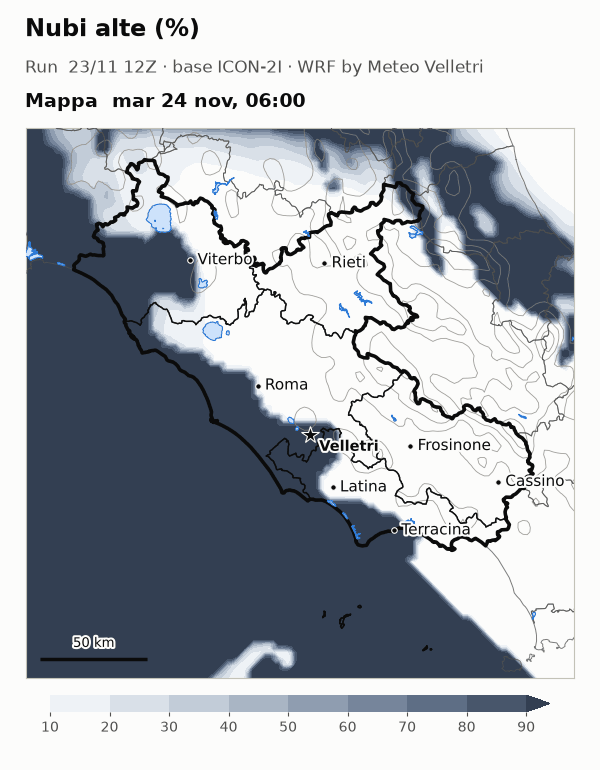 Nubi alte (%)
Run  23/11 12Z · base ICON-2I · WRF by Meteo Velletri
Mappa  mar 24 nov, 06:00
Viterbo
Rieti
Roma
Velletri
Frosinone
Latina
Cassino
Terracina
50 km
10 20 30 40 50 60 70 80 90